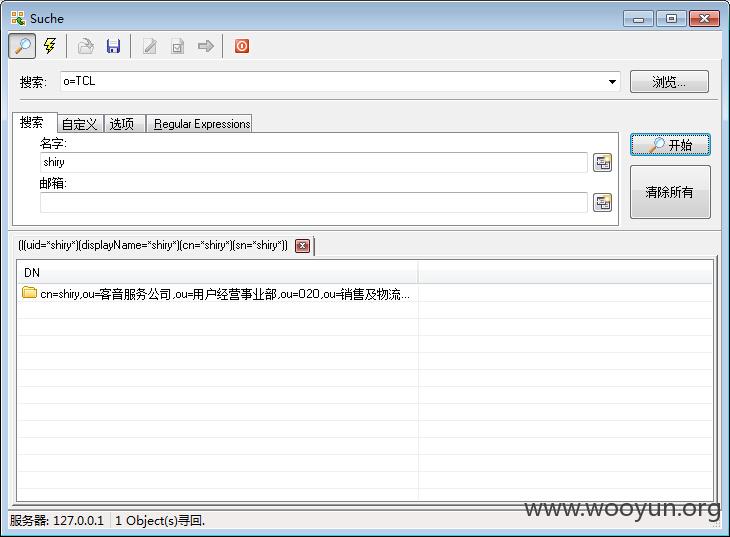 Suche
搜索:
o=TCL
浏览...
搜索
自定义
选项
Regular Expressions
名字:
shiry
开始
邮箱:
清除所有
(|(uid=*shiry*)(displayName=*shiry*)(cn=*shiry*)(sn=*shiry*))
DN
cn=shiry,ou=客音服务公司,ou=用户经营事业部,ou=O2O,ou=销售及物流...
www.wooyun.org
服务器: 127.0.0.1
1 Object(s)寻回.